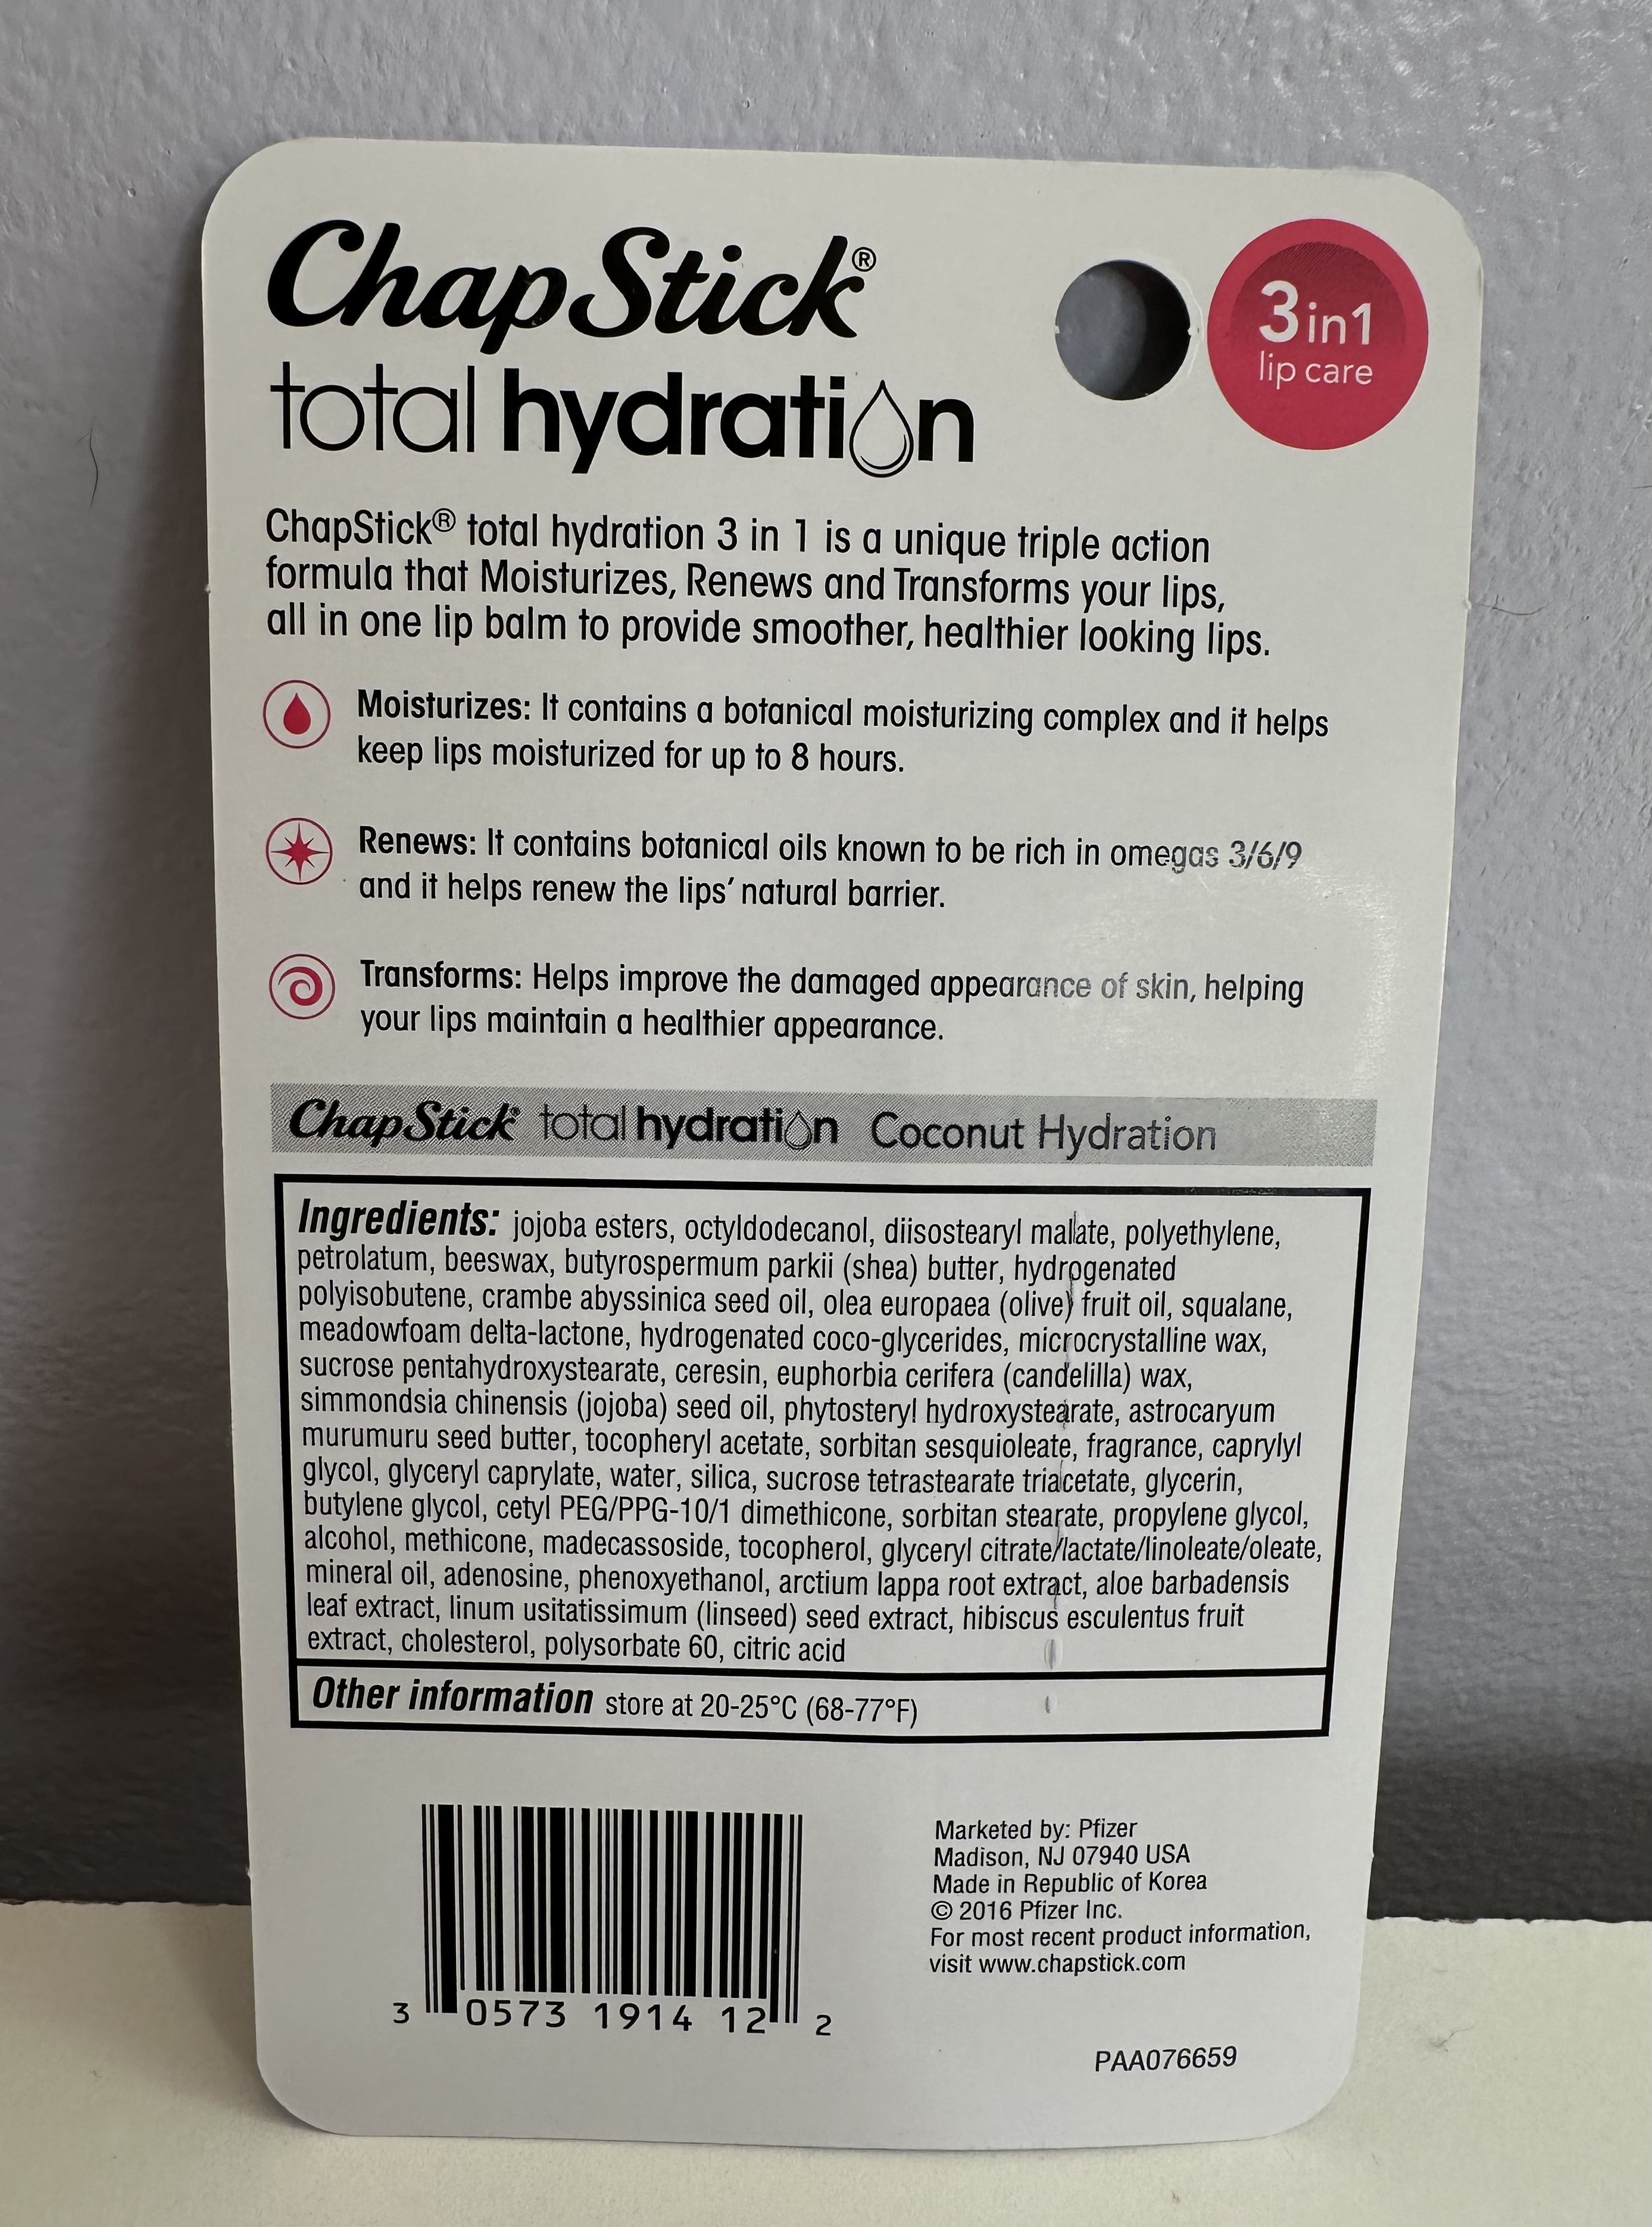 ChapStick®
total hydration
3 in 1
lip care
ChapStick® total hydration 3 in 1 is a unique triple action
formula that Moisturizes, Renews and Transforms your lips,
all in one lip balm to provide smoother, healthier looking lips.
Moisturizes: It contains a botanical moisturizing complex and it helps
keep lips moisturized for up to 8 hours.
Renews: It contains botanical oils known to be rich in omegas 3/6/9
and it helps renew the lips' natural barrier.
Transforms: Helps improve the damaged appearance of skin, helping
your lips maintain a healthier appearance.
ChapStick® total hydration Coconut Hydration
Ingredients: jojoba esters, octyldodecanol, diisostearyl malate, polyethylene,
petrolatum, beeswax, butyrospermum parkii (shea) butter, hydrogenated
polyisobutene, crambe abyssinica seed oil, olea europaea (olive) fruit oil, squalane,
meadowfoam delta-lactone, hydrogenated coco-glycerides, microcrystalline wax,
sucrose pentahydroxystearate, ceresin, euphorbia cerifera (candelilla) wax,
simmondsia chinensis (jojoba) seed oil, phytosteryl hydroxystearate, astrocaryum
murumuru seed butter, tocopheryl acetate, sorbitan sesquioleate, fragrance, caprylyl
glycol, glyceryl caprylate, water, silica, sucrose tetrastearate triacetate, glycerin,
butylene glycol, cetyl PEG/PPG-10/1 dimethicone, sorbitan stearate, propylene glycol,
alcohol, methicone, madecassoside, tocopherol, glyceryl citrate/lactate/linoleate/oleate,
mineral oil, adenosine, phenoxyethanol, arctium lappa root extract, aloe barbadensis
leaf extract, linum usitatissimum (linseed) seed extract, hibiscus esculentus fruit
extract, cholesterol, polysorbate 60, citric acid
Other information store at 20-25°C (68-77°F)
3 0573 1914 12 2
Marketed by: Pfizer
Madison, NJ 07940 USA
Made in Republic of Korea
© 2016 Pfizer Inc.
For most recent product information,
visit www.chapstick.com
PAA076659